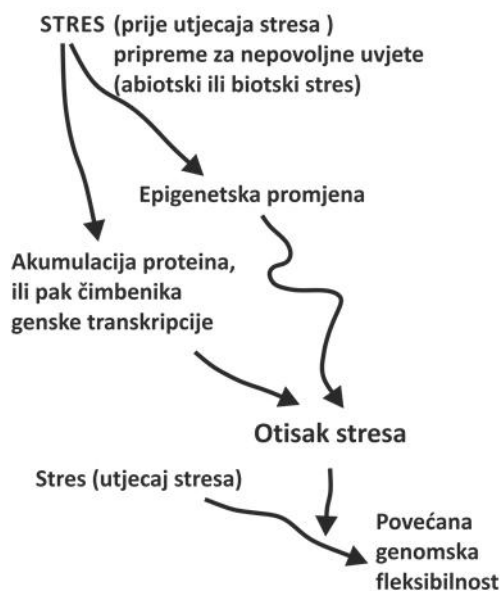 STRES (prije utjecaja stresa )
pripreme za nepovoljne uvjete
(abiotski ili biotski stres)
Epigenetska promjena
Akumulacija proteina,
ili pak čimbenika
genske transkripcije
Otisak stresa
Stres (utjecaj stresa)
Povećana
genomska
fleksibilnost